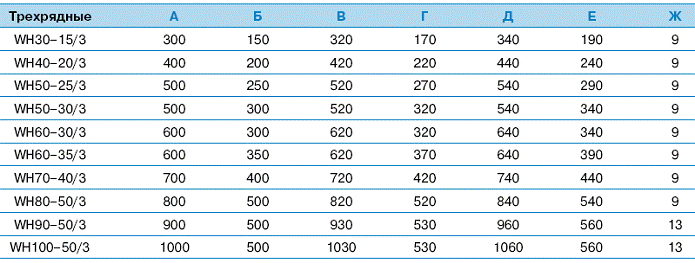 Трехрядные А Б В Г Д Е Ж
WH30–15/3 300 150 320 170 340 190 9
WH40–20/3 400 200 420 220 440 240 9
WH50–25/3 500 250 520 270 540 290 9
WH50–30/3 500 300 520 320 540 340 9
WH60–30/3 600 300 620 320 640 340 9
WH60–35/3 600 350 620 370 640 390 9
WH70–40/3 700 400 720 420 740 440 9
WH80–50/3 800 500 820 520 840 540 9
WH90–50/3 900 500 930 530 960 560 13
WH100–50/3 1000 500 1030 530 1060 560 13